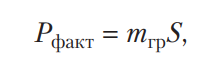 P_факт = m_гр S,